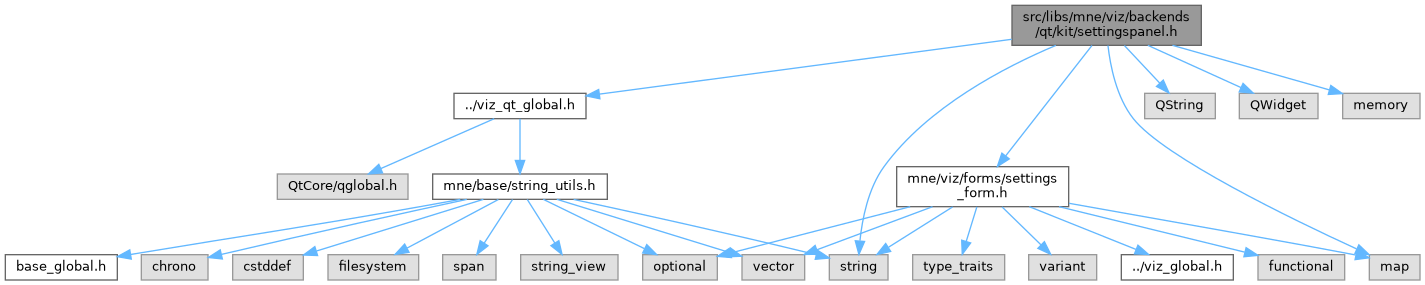 src/libs/mne/viz/backends
/qt/kit/settingspanel.h
../viz_qt_global.h
QString
QWidget
memory
QtCore/qglobal.h
mne/base/string_utils.h
mne/viz/forms/settings
_form.h
base_global.h
chrono
cstddef
filesystem
span
string_view
optional
vector
string
type_traits
variant
../viz_global.h
functional
map